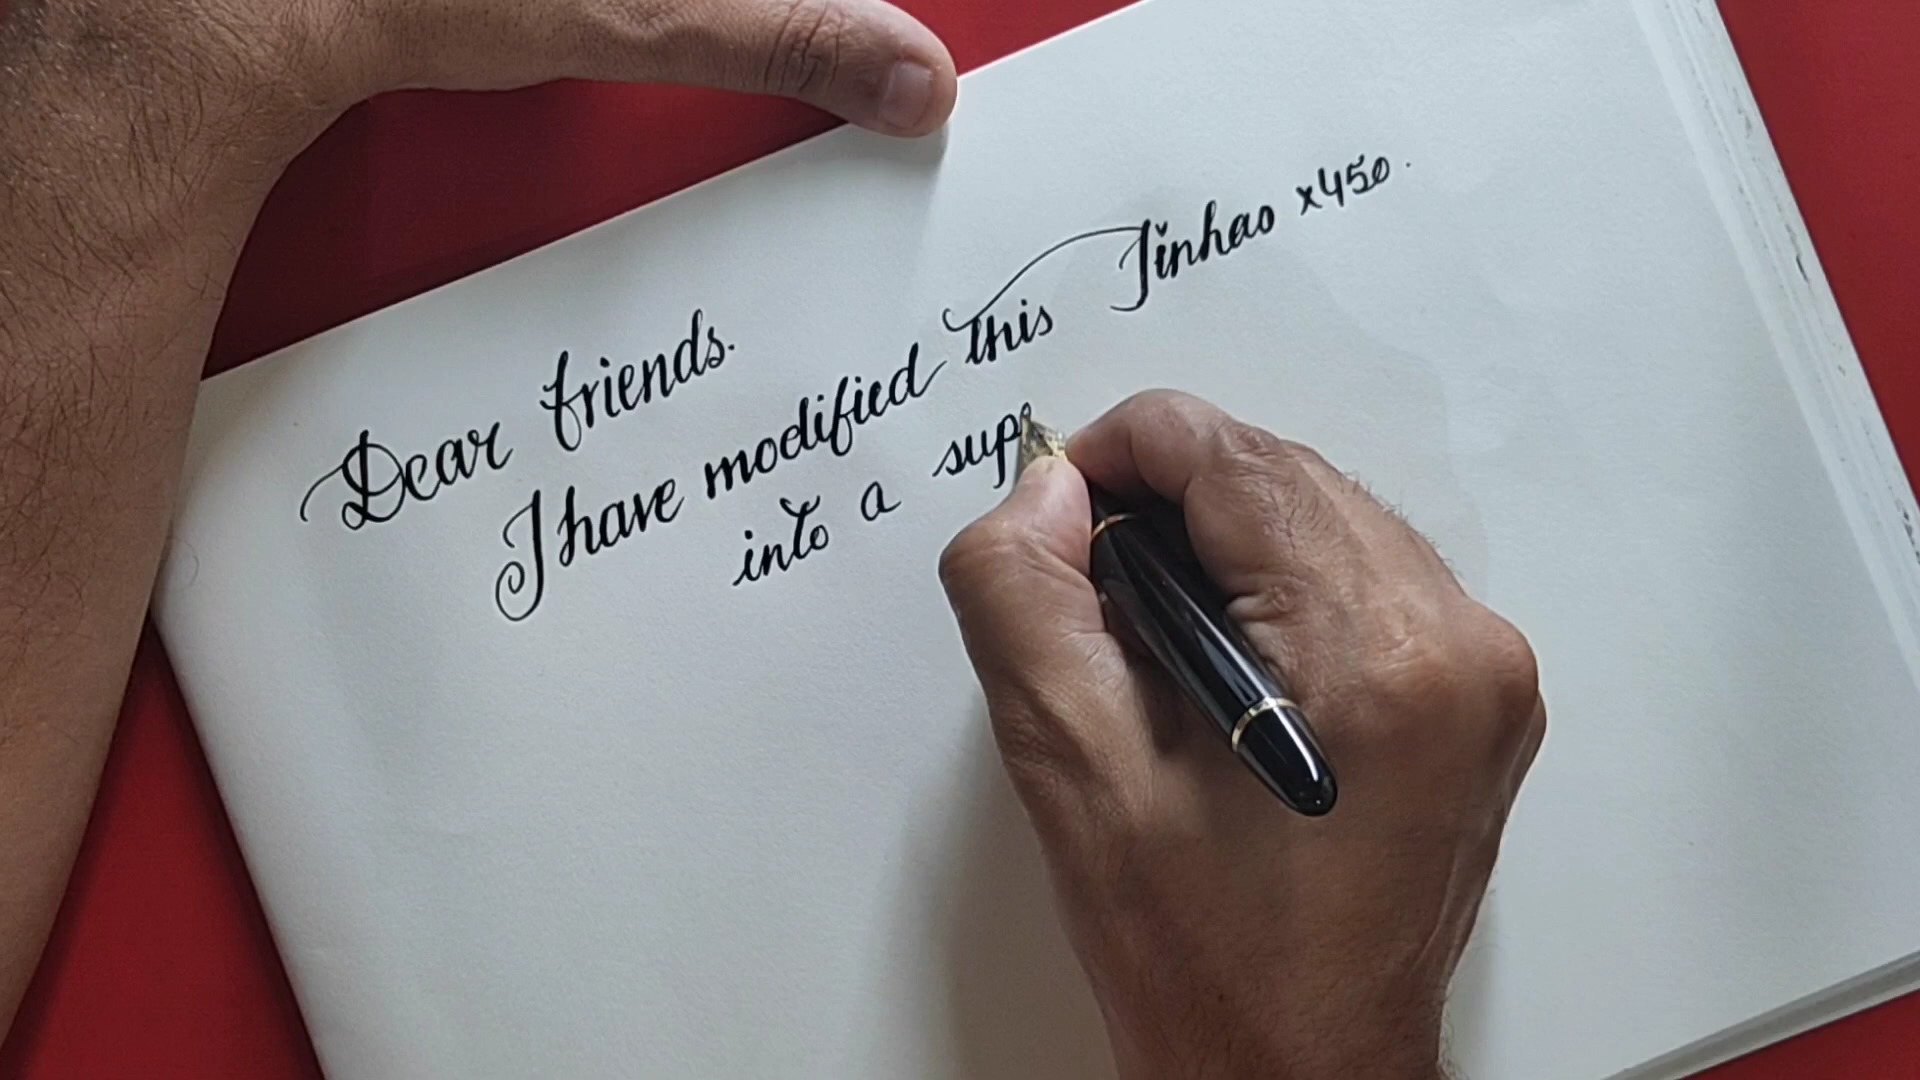 Dear friends.
I have modified this Jinhao x450.
into a sup